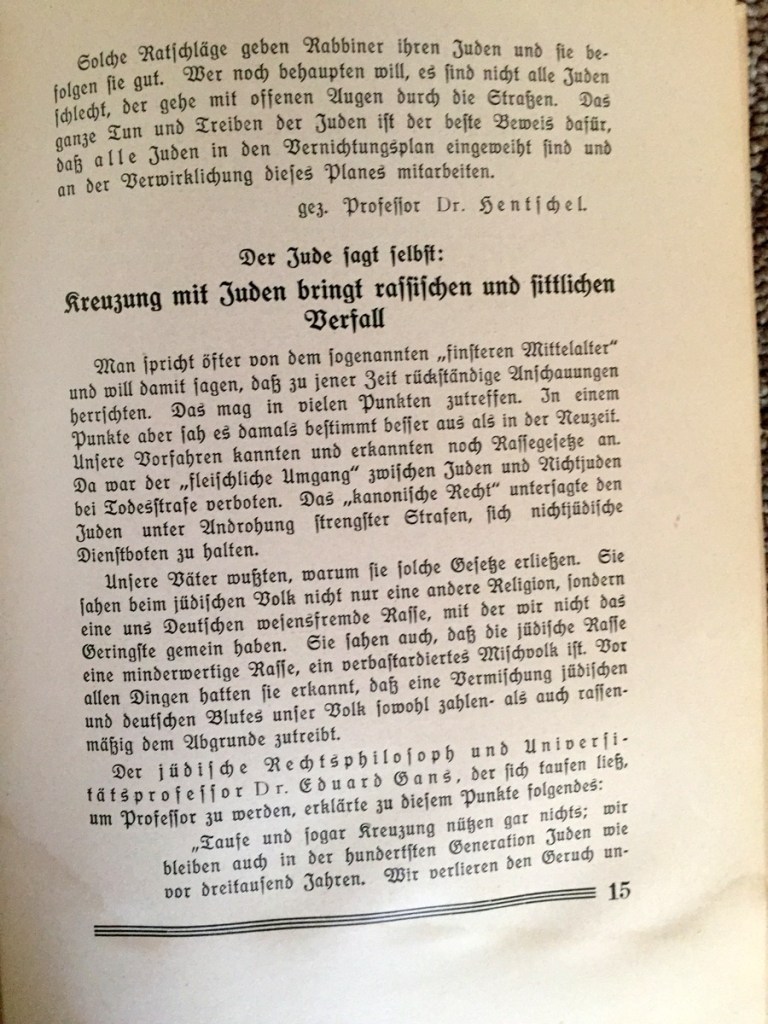 Solche Ratschläge geben Rabbiner ihren Juden und sie be-
folgen sie gut. Wer noch behaupten will, es sind nicht alle Juden
schlecht, der gehe mit offenen Augen durch die Straßen. Das
ganze Tun und Treiben der Juden ist der beste Beweis dafür,
daß alle Juden in den Vernichtungsplan eingeweiht sind und
an der Verwirklichung dieses Planes mitarbeiten.
gez. Professor Dr. Hentschel.
Der Jude sagt selbst:
Kreuzung mit Juden bringt rassischen und sittlichen
Verfall
Man spricht öfter von dem sogenannten „finsteren Mittelalter“
und will damit sagen, daß zu jener Zeit rückständige Anschauungen
herrschten. Das mag in vielen Punkten zutreffen. In einem
Punkte aber sah es damals bestimmt besser aus als in der Neuzeit.
Unsere Vorfahren kannten und erkannten noch Rassegesetze an.
Da war der „fleischliche Umgang“ zwischen Juden und Nichtjuden
bei Todesstrafe verboten. Das „kanonische Recht“ untersagte den
Juden unter Androhung strengster Strafen, sich nichtjüdische
Dienstboten zu halten.
Unsere Väter wußten, warum sie solche Gesetze erließen. Sie
sahen beim jüdischen Volk nicht nur eine andere Religion, sondern
eine uns Deutschen wesensfremde Rasse, mit der wir nicht das
Geringste gemein haben. Sie sahen auch, daß die jüdische Rasse
eine minderwertige Rasse, ein verbastardiertes Mischvolk ist. Vor
allen Dingen hatten sie erkannt, daß eine Vermischung jüdischen
und deutschen Blutes unser Volk sowohl zahlen- als auch rassen-
mäßig dem Abgrunde zutreibt.
Der jüdische Rechtsphilosoph und Universi-
tätsprofessor Dr. Eduard Gans, der sich taufen ließ,
um Professor zu werden, erklärte zu diesem Punkte folgendes:
„Taufe und sogar Kreuzung nützen gar nichts; wir
bleiben auch in der hundertsten Generation Juden wie
vor dreitausend Jahren. Wir verlieren den Geruch un-
15